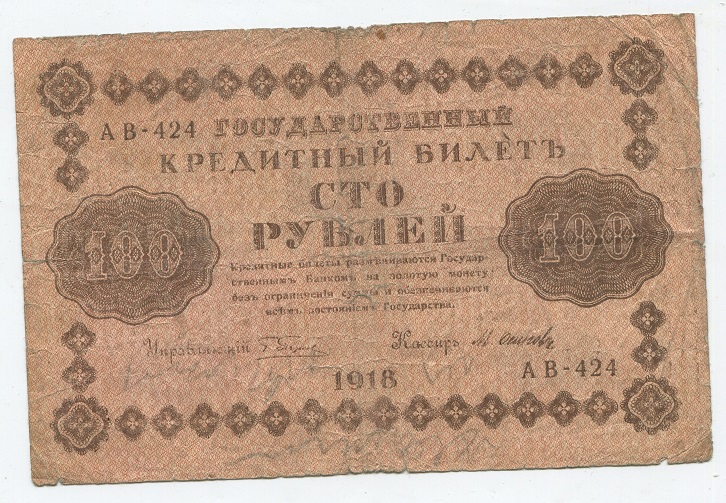 АВ-424 ГОСУДАРСТВЕННЫЙ
КРЕДИТНЫЙ БИЛѢТЪ
СТО
РУБЛЕЙ
100 100
Кредитные билеты размѣниваются Государ-
ственнымъ Банкомъ на золотую монету
безъ ограниченія суммы и обезпечиваются
всѣмъ достояніемъ Государства.
Управляющій Кассиръ
1918 АВ-424